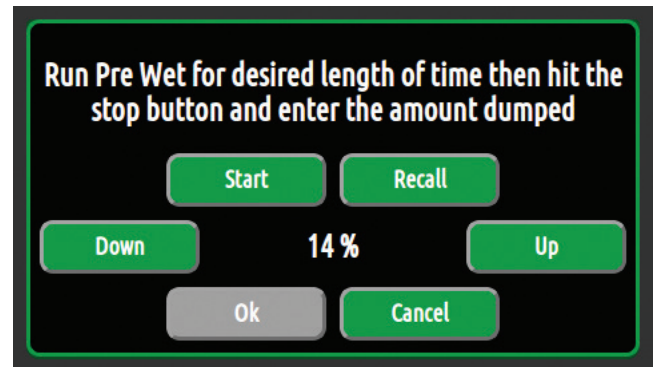 Run Pre Wet for desired length of time then hit the
stop button and enter the amount dumped
Start Recall
Down 14 % Up
Ok Cancel